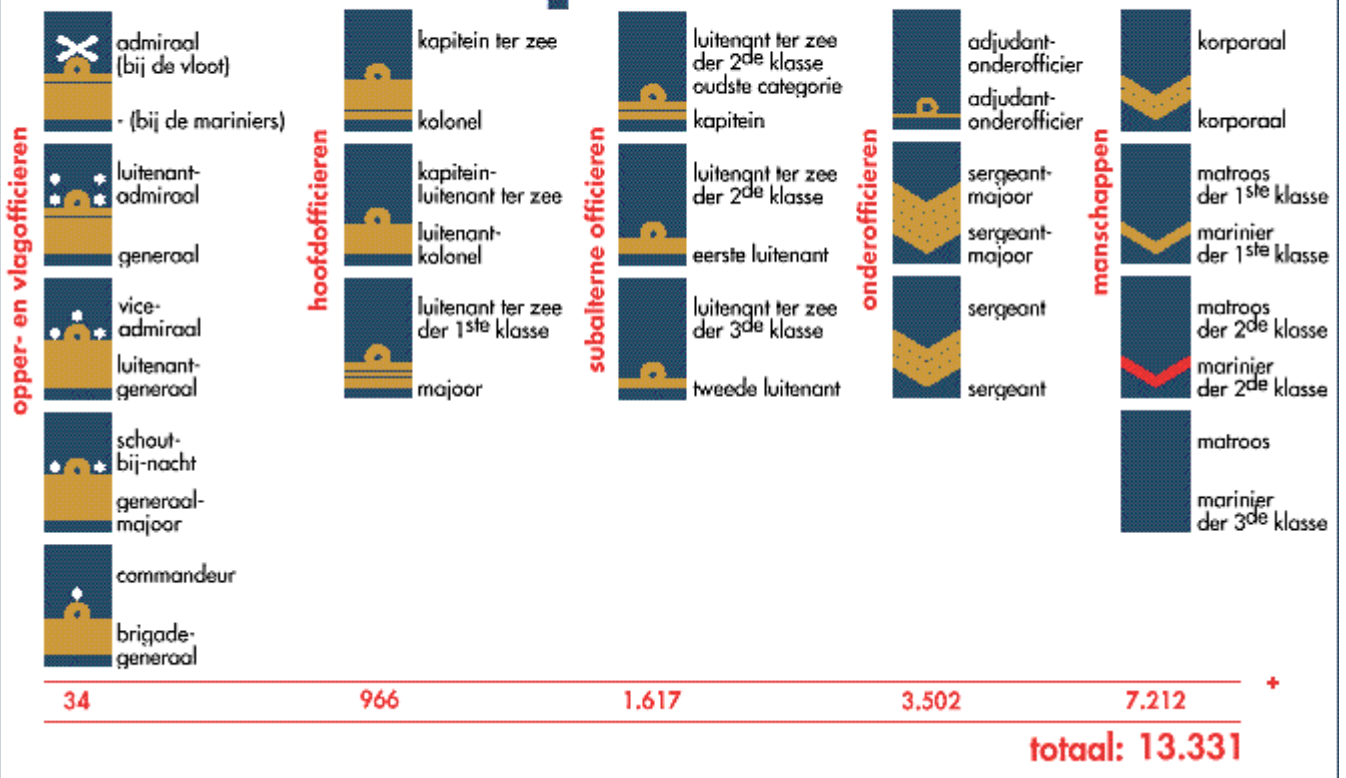 opper- en vlagofficieren
admiraal
(bij de vloot)
- (bij de mariniers)
luitenant-
admiraal
generaal
vice-
admiraal
luitenant-
generaal
schout-
bij-nacht
generaal-
majoor
commandeur
brigade-
generaal
34
hoofdofficieren
kapitein ter zee
kolonel
kapitein-
luitenant ter zee
luitenant-
kolonel
luitenant ter zee
der 1ste klasse
majoor
966
subalterne officieren
luitenant ter zee
der 2de klasse
oudste categorie
kapitein
luitenant ter zee
der 2de klasse
eerste luitenant
luitenant ter zee
der 3de klasse
tweede luitenant
1.617
onderofficieren
adjudant-
onderofficier
adjudant-
onderofficier
sergeant-
majoor
sergeant-
majoor
sergeant
sergeant
3.502
manschappen
korporaal
korporaal
matroos
der 1ste klasse
marinier
der 1ste klasse
matroos
der 2de klasse
marinier
der 2de klasse
matroos
marinier
der 3de klasse
7.212
+
totaal: 13.331